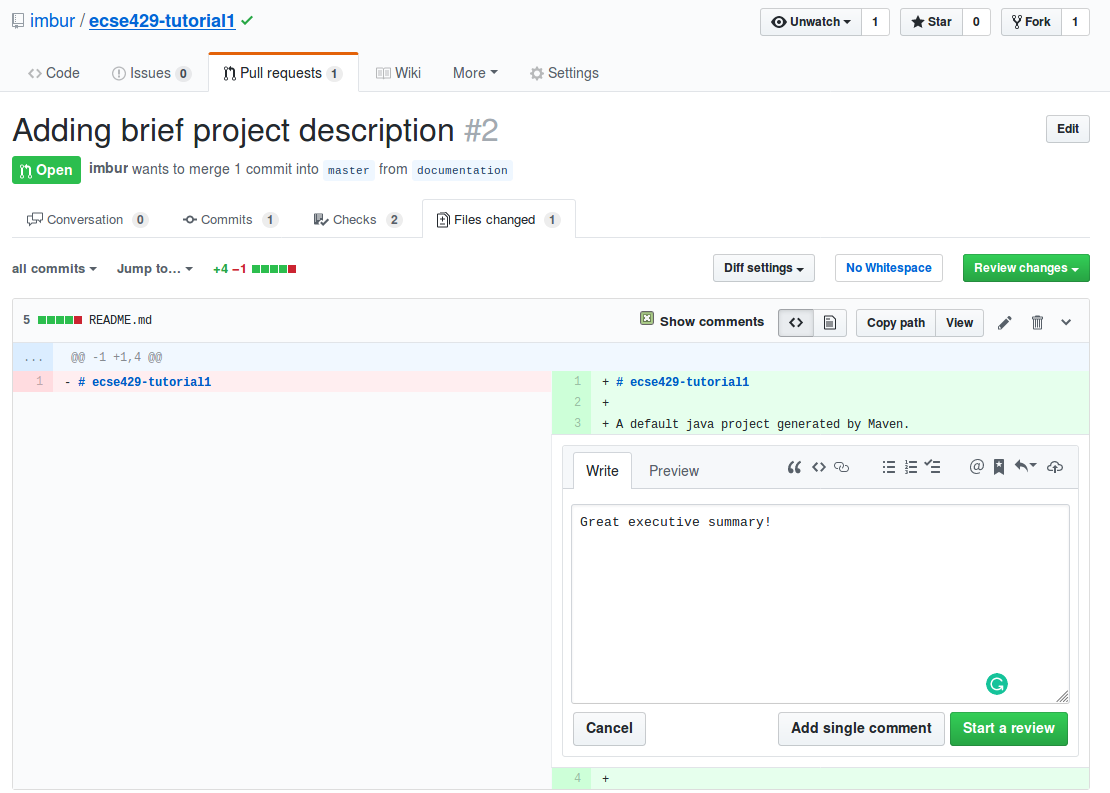 imbur / ecse429-tutorial1
Unwatch 1 Star 0 Fork 1
Code Issues 0 Pull requests 1 Wiki More Settings
Adding brief project description #2
Edit
Open imbur wants to merge 1 commit into master from documentation
Conversation 0 Commits 1 Checks 2 Files changed 1
all commits Jump to... +4 −1 Diff settings No Whitespace Review changes
5 README.md Show comments Copy path View
... @@ -1 +1,4 @@
1 - # ecse429-tutorial1 1 + # ecse429-tutorial1
2 +
3 + A default java project generated by Maven.
Write Preview
Great executive summary!
Cancel Add single comment Start a review
4 +